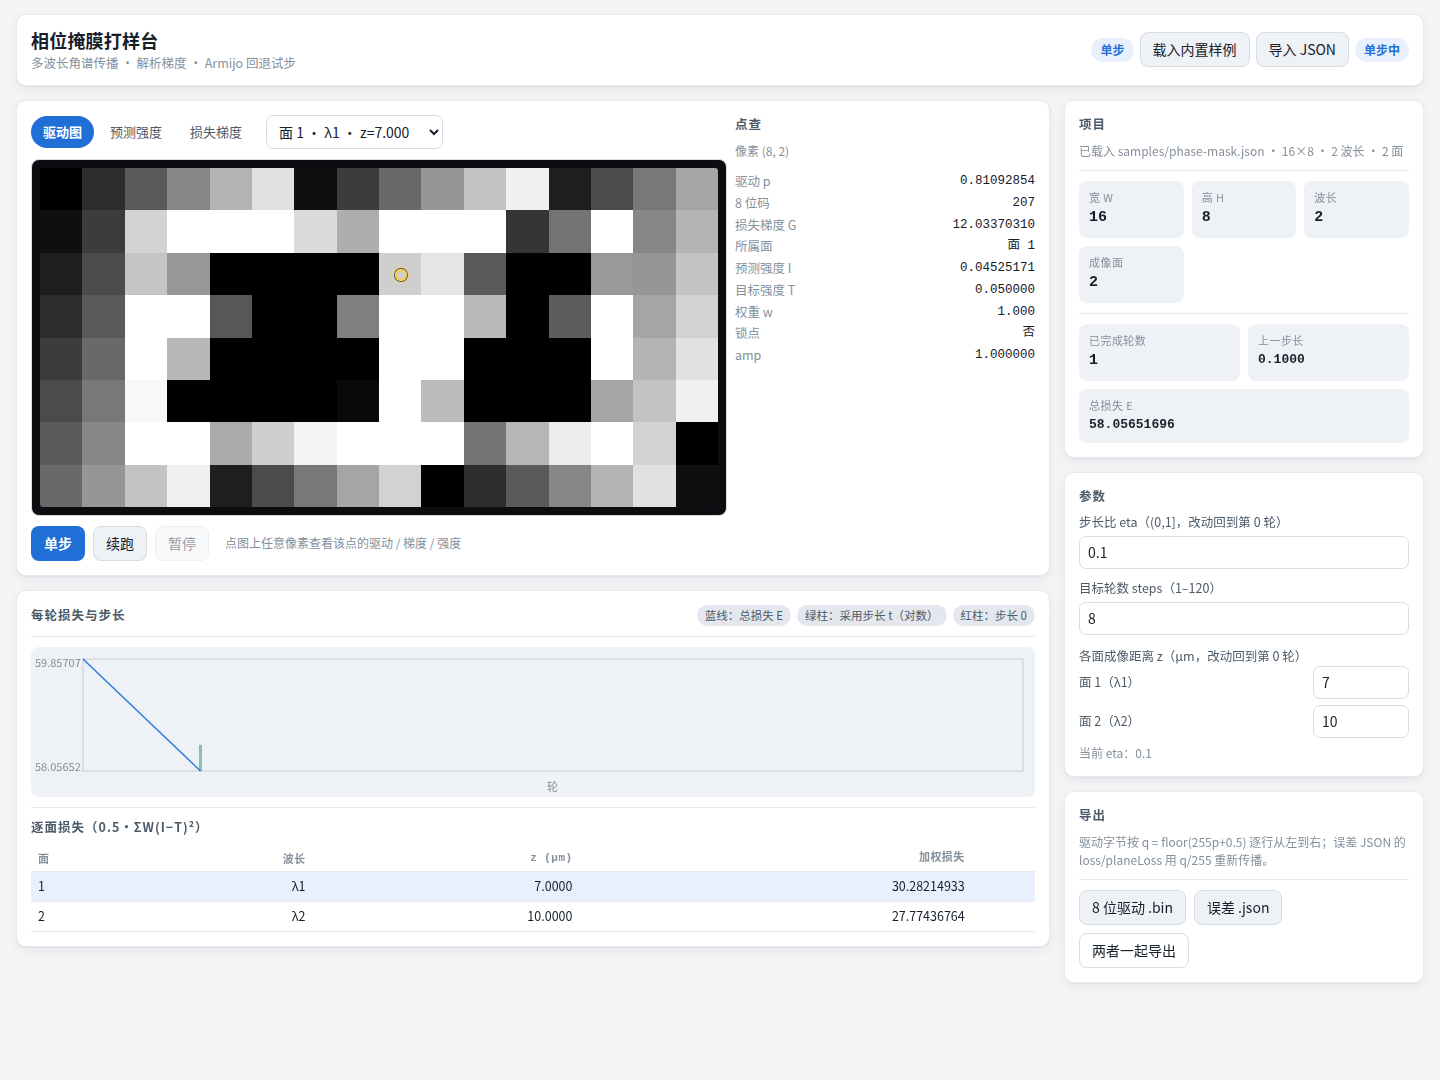 相位掩膜打样台
多波长角谱传播 · 解析梯度 · Armijo 回退试步
单步
载入内置样例
导入 JSON
单步中
驱动图
预测强度
损失梯度
面 1 · λ1 · z=7.000
点查
像素 (8, 2)
驱动 p 0.81092854
8 位码 207
损失梯度 G 12.03370310
所属面 面 1
预测强度 I 0.04525171
目标强度 T 0.050000
权重 w 1.000
锁点 否
amp 1.000000
单步
续跑
暂停
点图上任意像素查看该点的驱动 / 梯度 / 强度
每轮损失与步长
蓝线：总损失 E
绿柱：采用步长 t（对数）
红柱：步长 0
59.85707
58.05652
轮
逐面损失（0.5·ΣW(I−T)²）
面 波长 z (μm) 加权损失
1 λ1 7.0000 30.28214933
2 λ2 10.0000 27.77436764
项目
已载入 samples/phase-mask.json · 16×8 · 2 波长 · 2 面
宽 W
16
高 H
8
波长
2
成像面
2
已完成轮数
1
上一步长
0.1000
总损失 E
58.05651696
参数
步长比 eta（(0,1]，改动回到第 0 轮）
0.1
目标轮数 steps（1–120）
8
各面成像距离 z（μm，改动回到第 0 轮）
面 1（λ1） 7
面 2（λ2） 10
当前 eta：0.1
导出
驱动字节按 q = floor(255p+0.5) 逐行从左到右；误差 JSON 的
loss/planeLoss 用 q/255 重新传播。
8 位驱动 .bin
误差 .json
两者一起导出